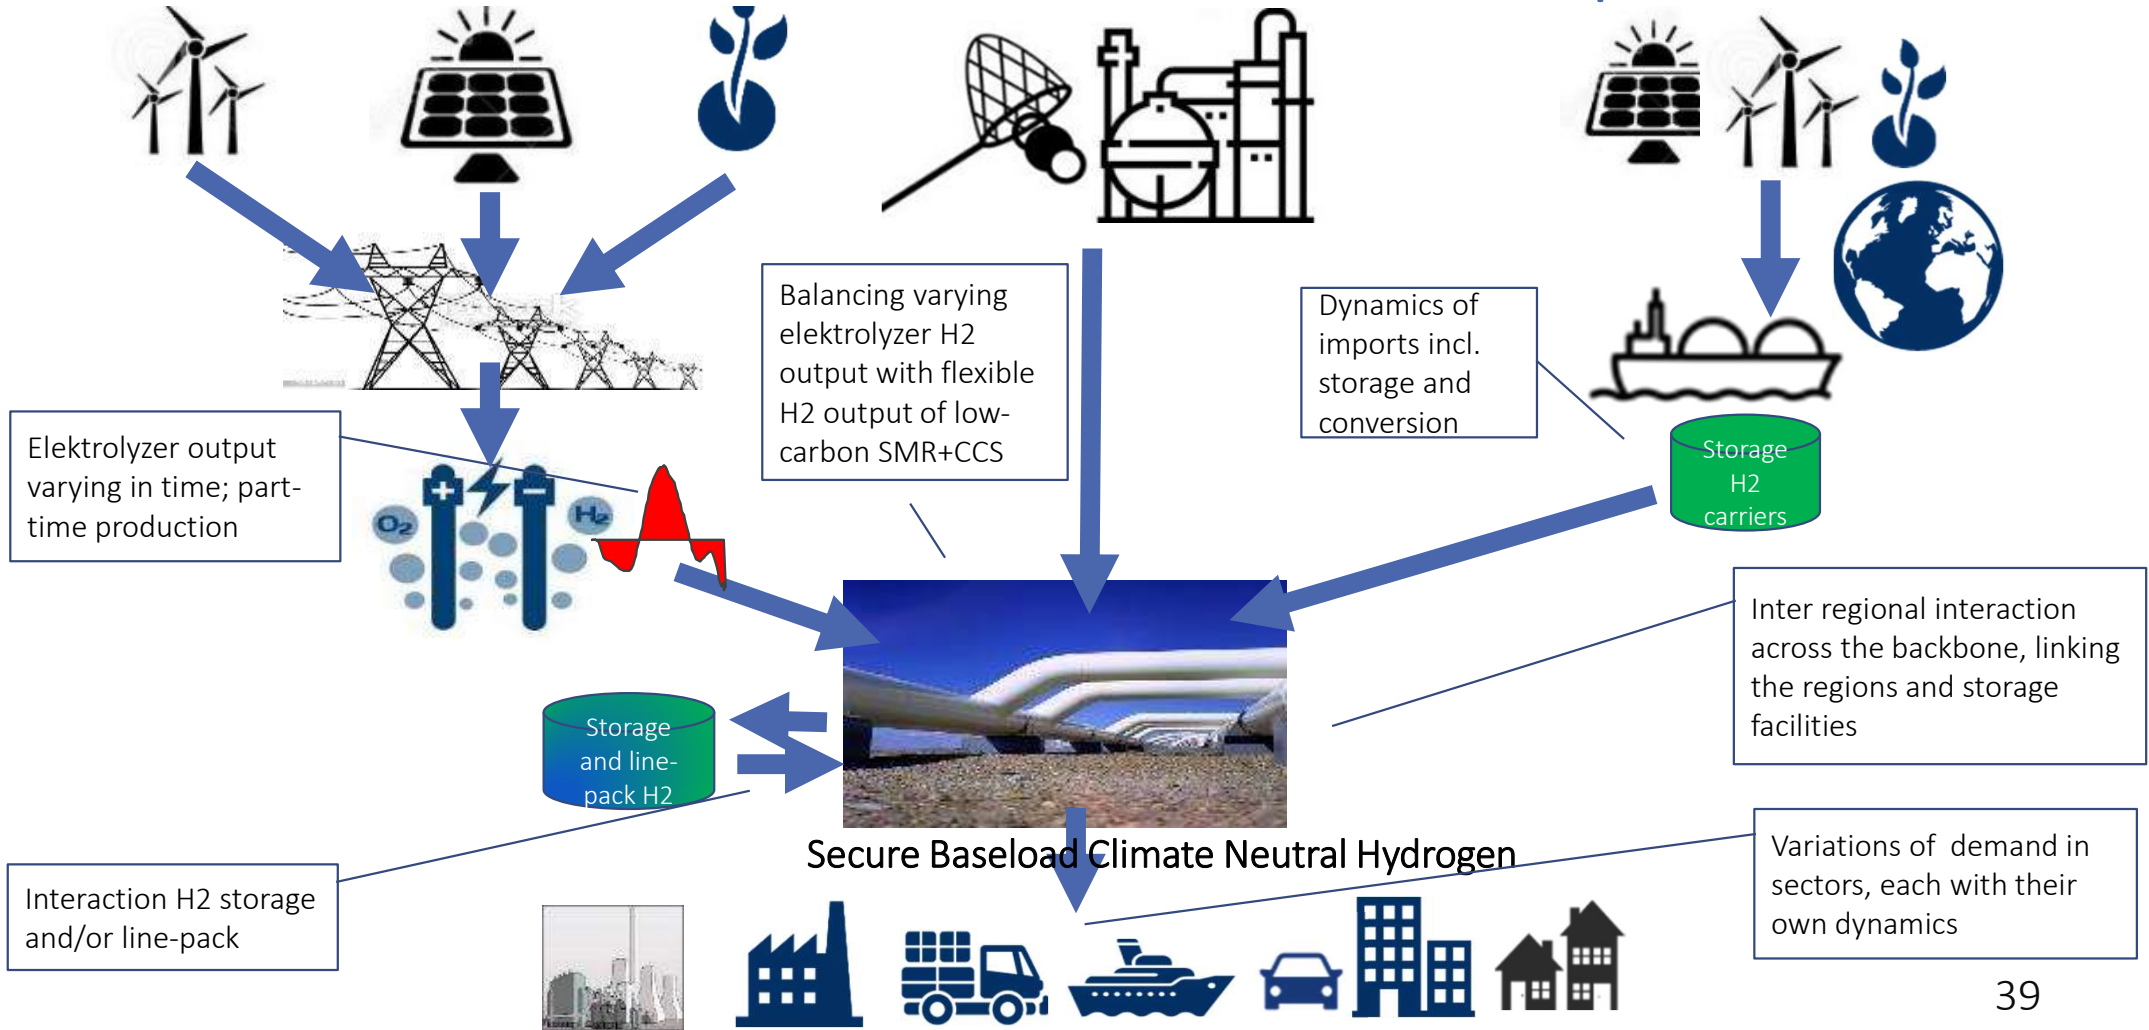 Balancing varying
elektrolyzer H2
output with flexible
H2 output of low-
carbon SMR+CCS
Dynamics of
imports incl.
storage and
conversion
Elektrolyzer output
varying in time; part-
time production
+
−
O2
H2
Storage
H2
carriers
Inter regional interaction
across the backbone, linking
the regions and storage
facilities
Storage
and line-
pack H2
Secure Baseload Climate Neutral Hydrogen
Interaction H2 storage
and/or line-pack
Variations of  demand in
sectors, each with their
own dynamics
39